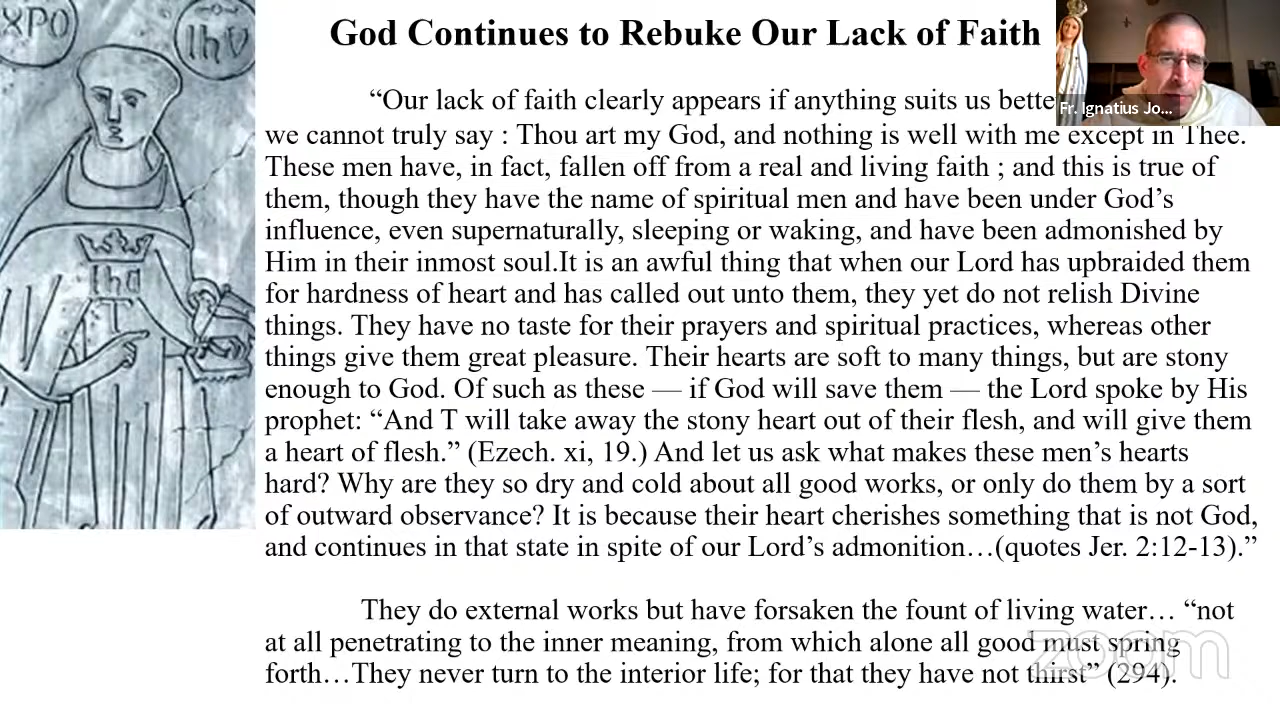 God Continues to Rebuke Our Lack of Faith
XPO
Fr. Ignatius Jo...
“Our lack of faith clearly appears if anything suits us
we cannot truly say : Thou art my God, and nothing is well with me except in Thee.
These men have, in fact, fallen off from a real and living faith ; and this is true of
them, though they have the name of spiritual men and have been under God’s
influence, even supernaturally, sleeping or waking, and have been admonished by
Him in their inmost soul.It is an awful thing that when our Lord has upbraided them
for hardness of heart and has called out unto them, they yet do not relish Divine
things. They have no taste for their prayers and spiritual practices, whereas other
things give them great pleasure. Their hearts are soft to many things, but are stony
enough to God. Of such as these — if God will save them — the Lord spoke by His
prophet: “And T will take away the stony heart out of their flesh, and will give them
a heart of flesh.” (Ezech. xi, 19.) And let us ask what makes these men’s hearts
hard? Why are they so dry and cold about all good works, or only do them by a sort
of outward observance? It is because their heart cherishes something that is not God,
and continues in that state in spite of our Lord’s admonition…(quotes Jer. 2:12-13).”
They do external works but have forsaken the fount of living water… “not
at all penetrating to the inner meaning, from which alone all good must spring
forth…They never turn to the interior life; for that they have not thirst” (294).
zoom